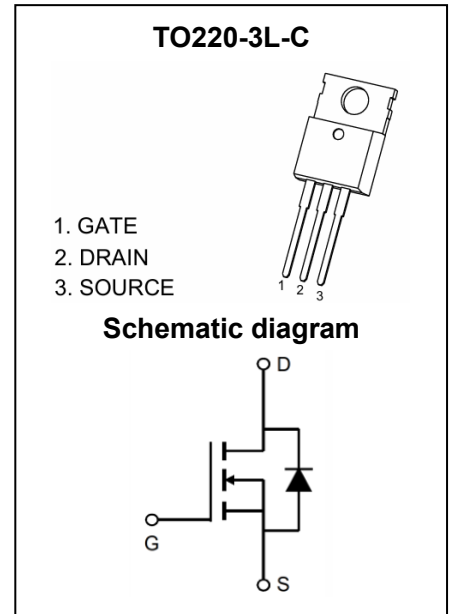 TO220-3L-C
1. GATE
2. DRAIN
3. SOURCE
1 2 3
Schematic diagram
D
G
S